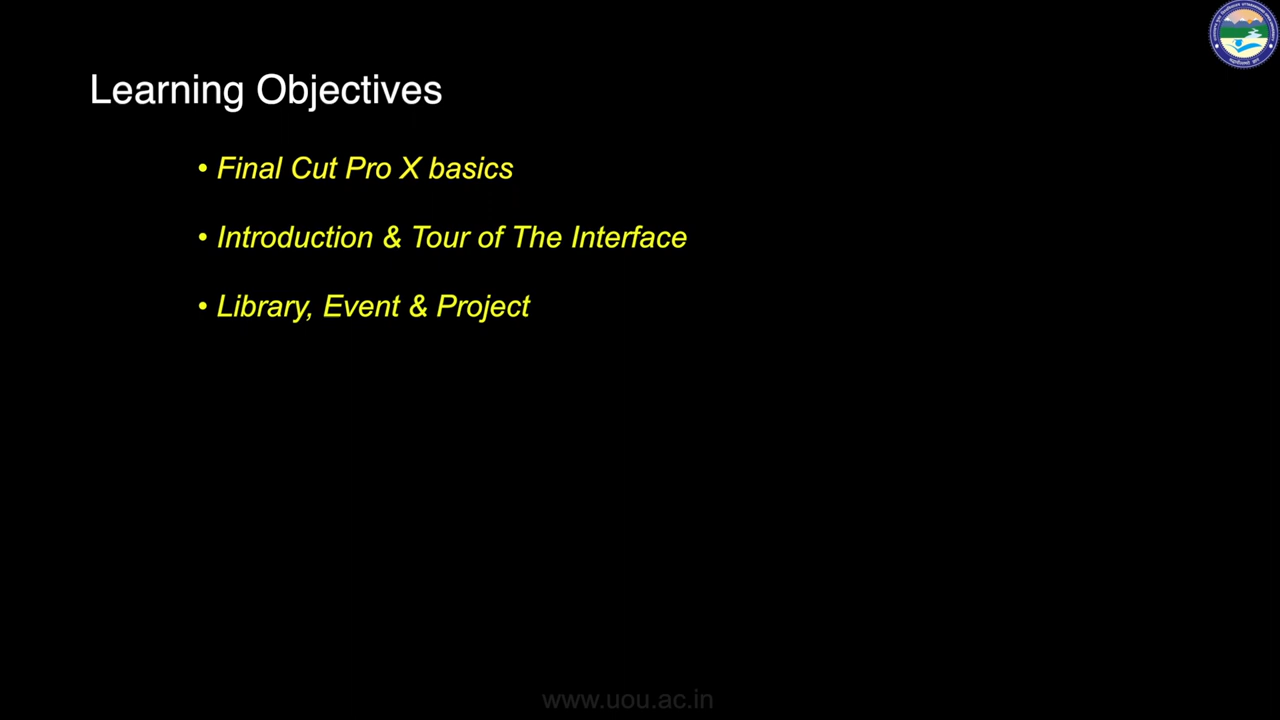 Learning Objectives
• Final Cut Pro X basics
• Introduction & Tour of The Interface
• Library, Event & Project
www.uou.ac.in